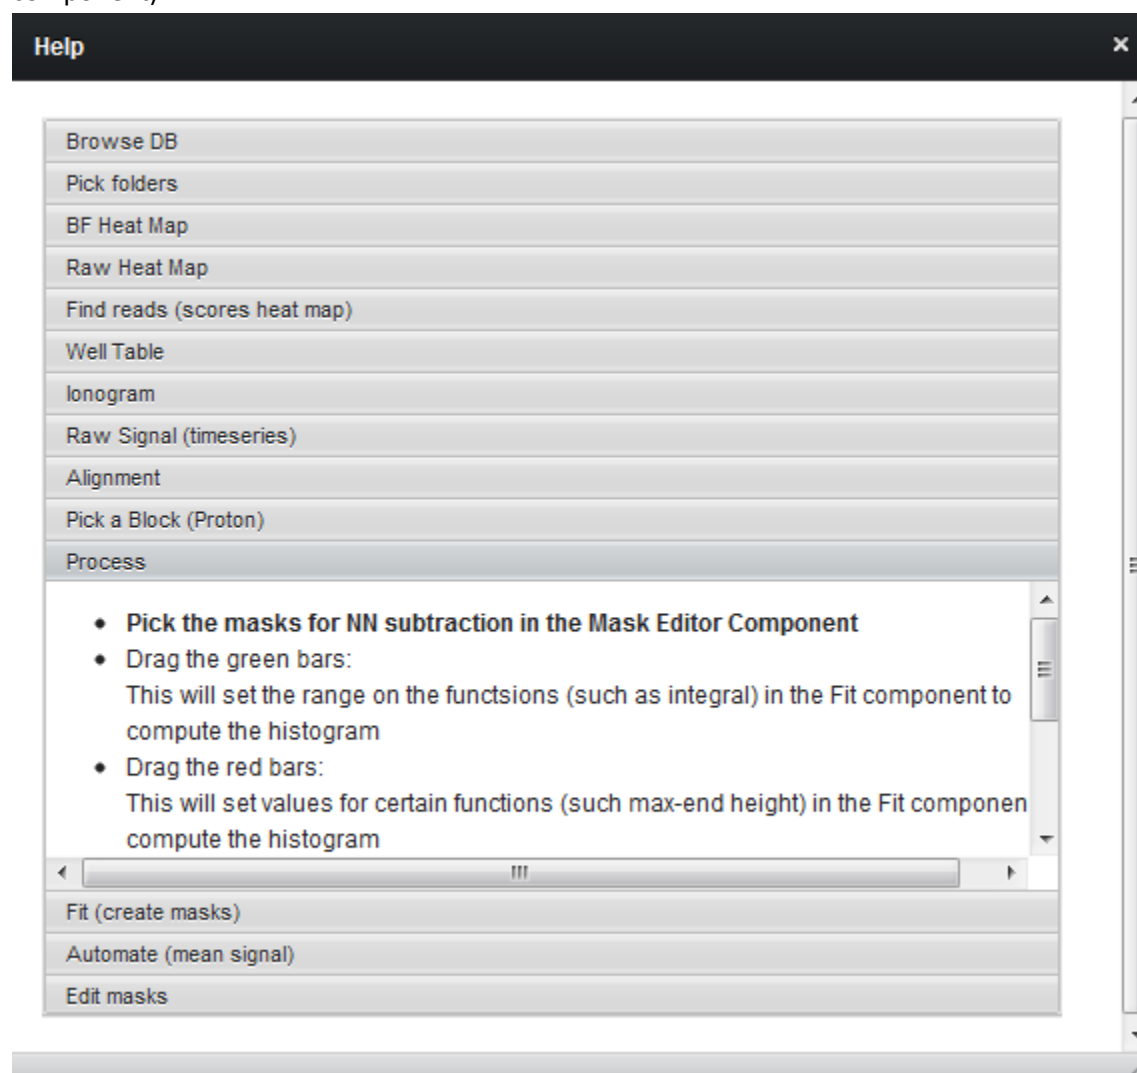 Help
Browse DB
Pick folders
BF Heat Map
Raw Heat Map
Find reads (scores heat map)
Well Table
Ionogram
Raw Signal (timeseries)
Alignment
Pick a Block (Proton)
Process
• Pick the masks for NN subtraction in the Mask Editor Component
• Drag the green bars:
This will set the range on the functsions (such as integral) in the Fit component to
compute the histogram
• Drag the red bars:
This will set values for certain functions (such max-end height) in the Fit componen
compute the histogram
Fit (create masks)
Automate (mean signal)
Edit masks